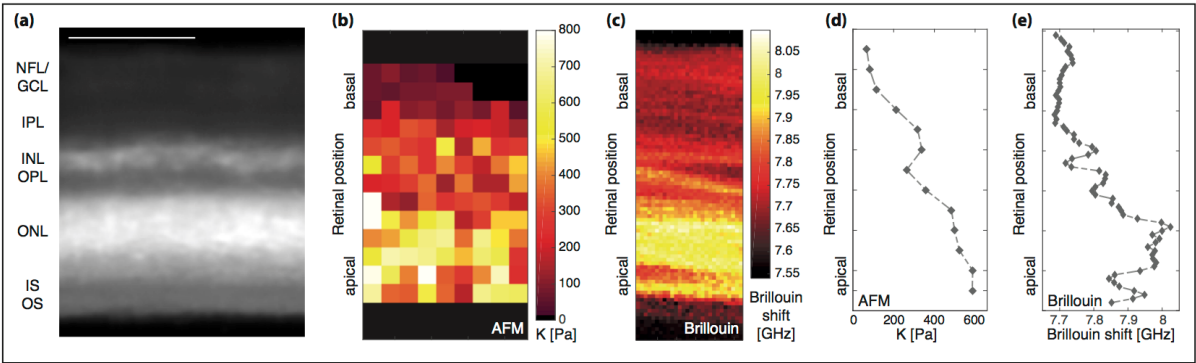 (a)
NFL/
GCL
IPL
INL
OPL
ONL
IS
OS
(b)
basal
Retinal position
apical
AFM
800
700
600
500
400
300
200
100
0
K [Pa]
(c)
basal
Retinal position
apical
Brillouin
8.05
8
7.95
7.9
7.85
7.8
7.75
7.7
7.65
7.6
7.55
Brillouin
shift
[GHz]
(d)
basal
Retinal position
apical
AFM
0 200 400 600
K [Pa]
(e)
basal
Retinal position
apical
Brillouin
7.7 7.8 7.9 8
Brillouin shift [GHz]